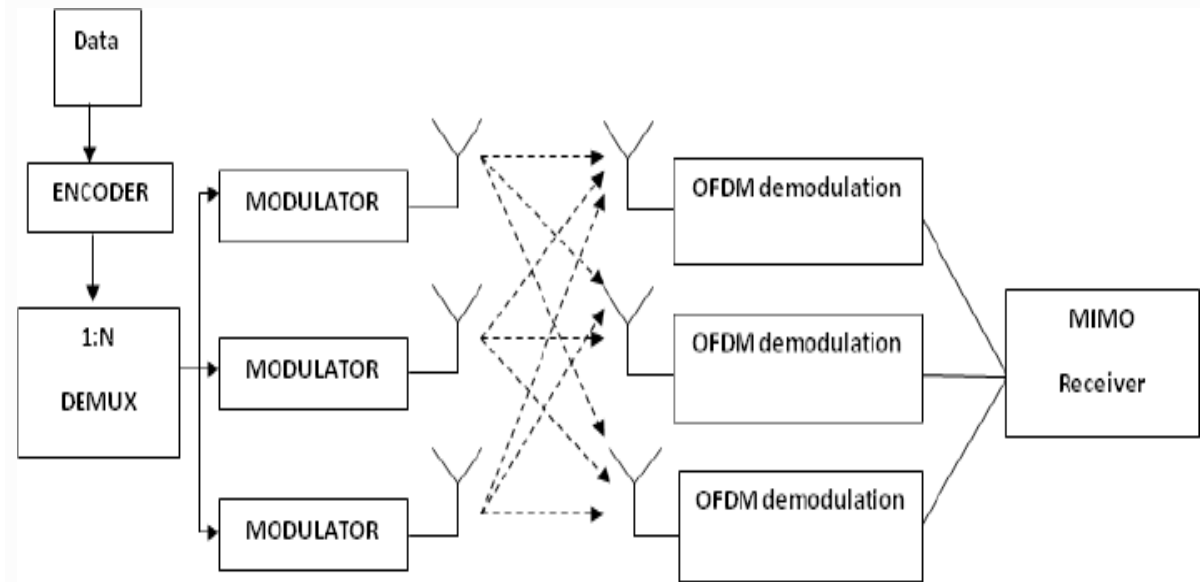 Data
ENCODER
1:N
DEMUX
MODULATOR
MODULATOR
MODULATOR
OFDM demodulation
OFDM demodulation
OFDM demodulation
MIMO
Receiver